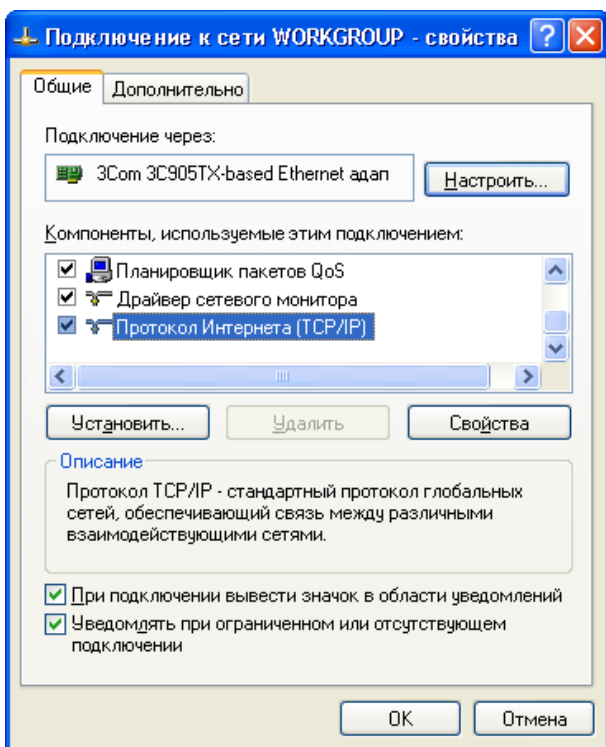 Подключение к сети WORKGROUP - свойства
Общие
Дополнительно
Подключение через:
3Com 3C905TX-based Ethernet адап
Настроить...
Компоненты, используемые этим подключением:
Планировщик пакетов QoS
Драйвер сетевого монитора
Протокол Интернета (TCP/IP)
Установить...
Удалить
Свойства
Описание
Протокол TCP/IP - стандартный протокол глобальных
сетей, обеспечивающий связь между различными
взаимодействующими сетями.
При подключении вывести значок в области уведомлений
Уведомлять при ограниченном или отсутствующем
подключении
OK
Отмена